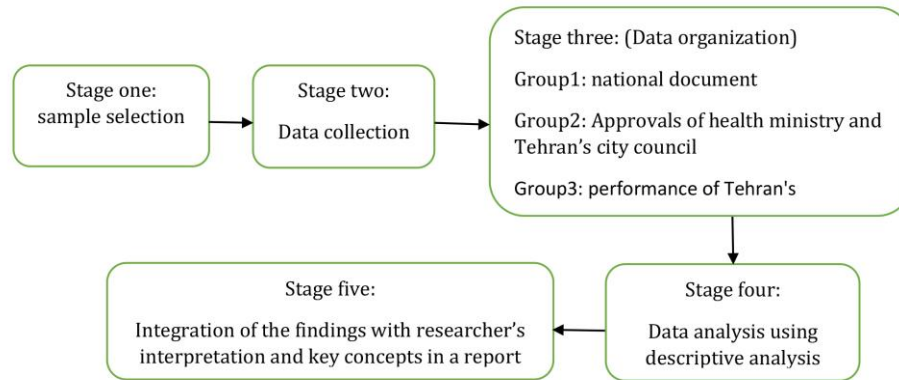 Stage one:
sample selection
Stage two:
Data collection
Stage three: (Data organization)
Group1: national document
Group2: Approvals of health ministry and
Tehran’s city council
Group3: performance of Tehran's
Stage four:
Data analysis using
descriptive analysis
Stage five:
Integration of the findings with researcher’s
interpretation and key concepts in a report